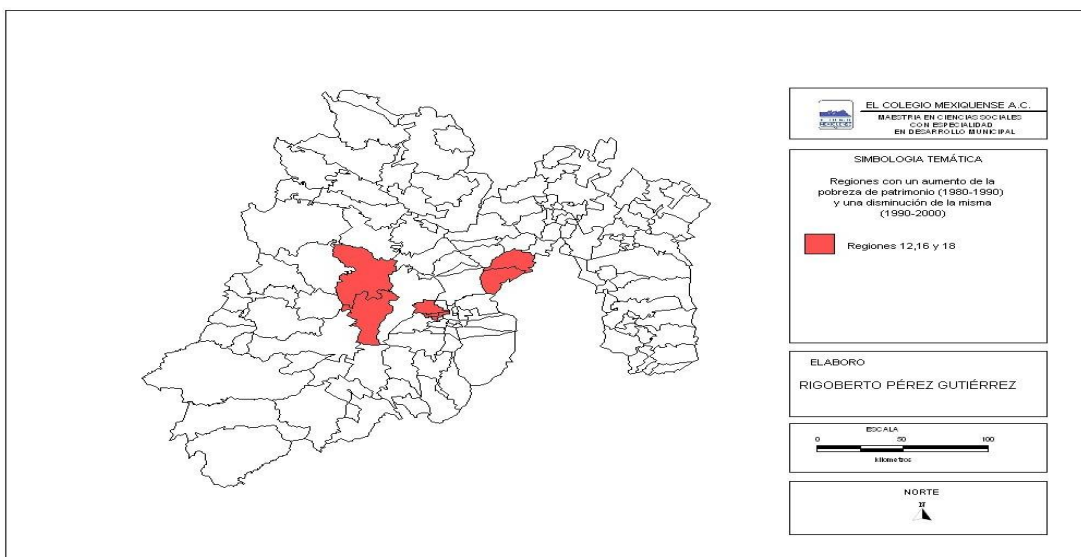 EL COLEGIO MEXIQUENSE A.C.
MAESTRIA EN CIENCIAS SOCIALES
CON ESPECIALIDAD
EN DESARROLLO MUNICIPAL
SIMBOLOGIA TEMÁTICA
Regiones con un aumento de la
pobreza de patrimonio (1980-1990)
y una disminución de la misma
(1990-2000)
Regiones 12,16 y 18
ELABORO
RIGOBERTO PÉREZ GUTIÉRREZ
ESCALA
0 50 100
kilometros
NORTE
N